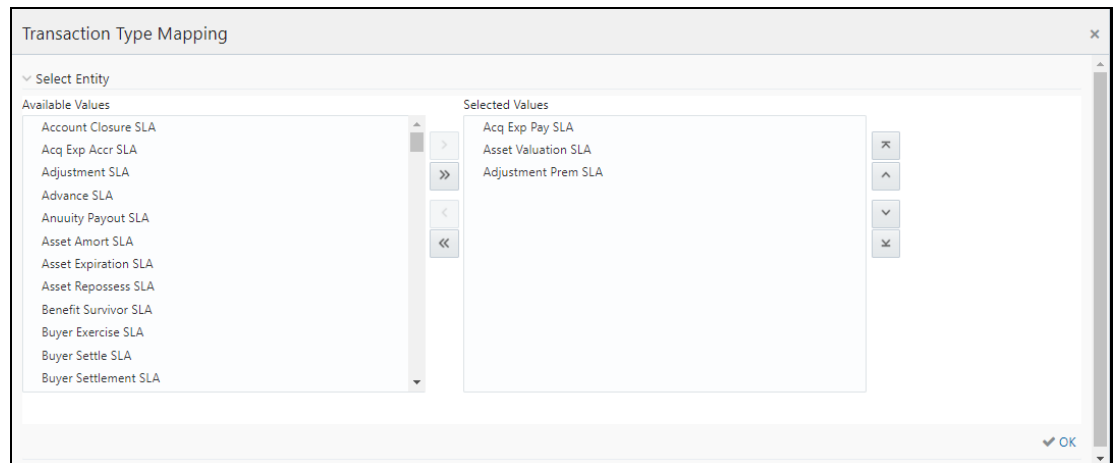 Transaction Type Mapping
Select Entity
Available Values
Account Closure SLA
Acq Exp Accr SLA
Adjustment SLA
Advance SLA
Anuuity Payout SLA
Asset Amort SLA
Asset Expiration SLA
Asset Repossess SLA
Benefit Survivor SLA
Buyer Exercise SLA
Buyer Settle SLA
Buyer Settlement SLA
Selected Values
Acq Exp Pay SLA
Asset Valuation SLA
Adjustment Prem SLA
OK